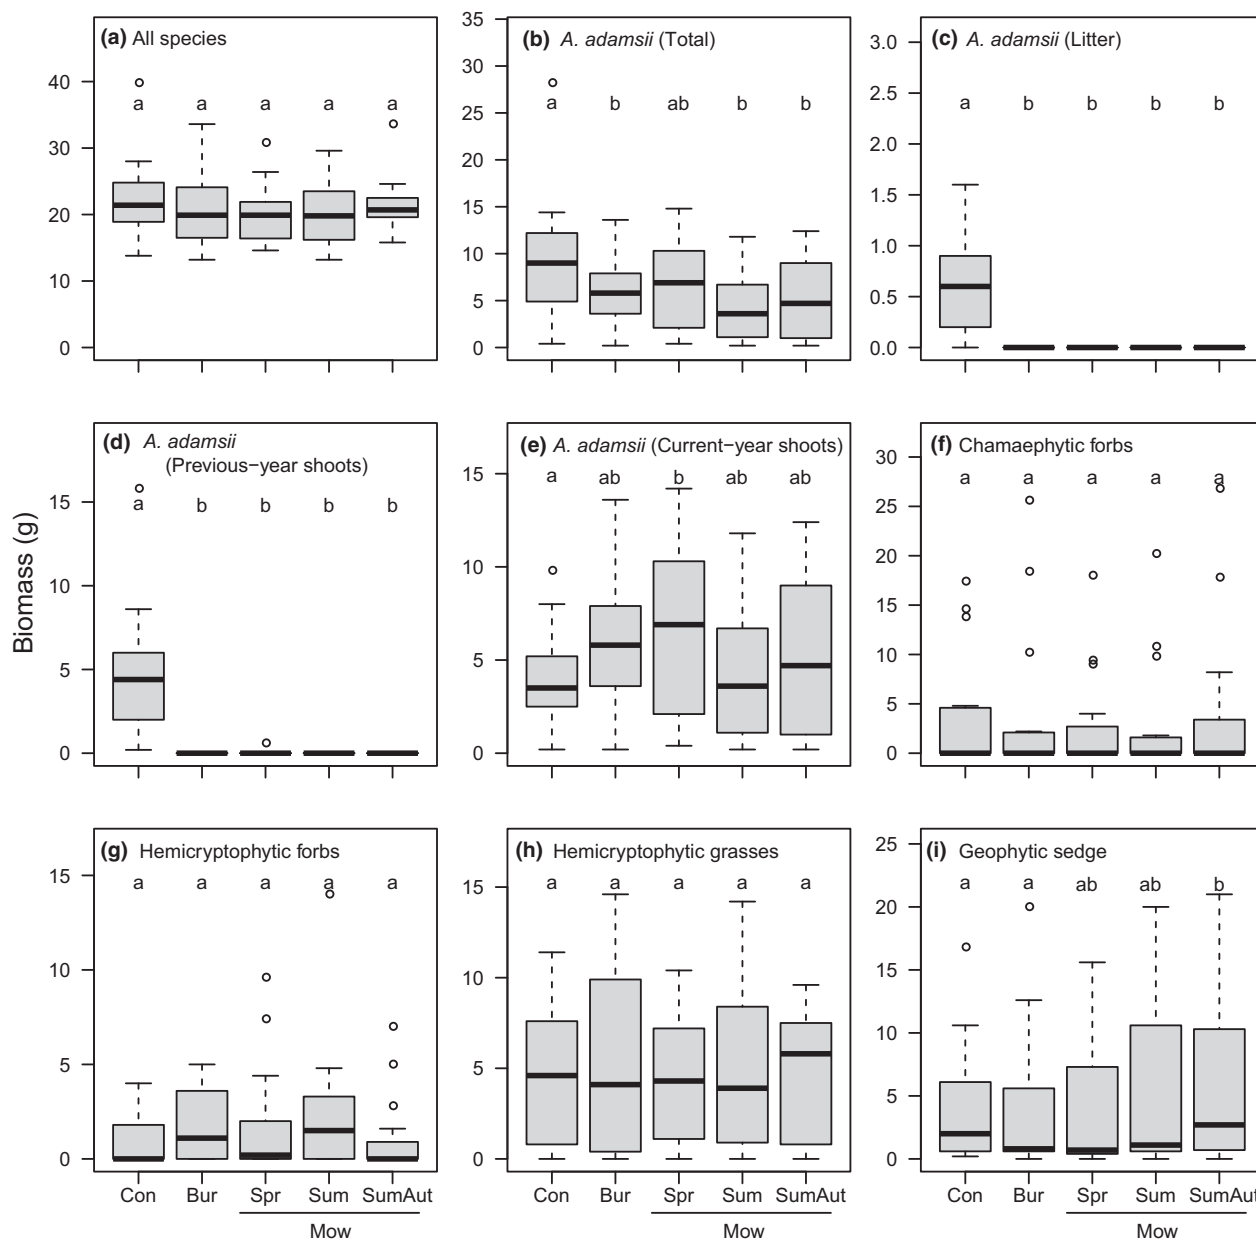 (a) All species
40
30
20
10
0
a a a a a
(b) A. adamsii (Total)
35
30
25
20
15
10
5
0
a b ab b b
(c) A. adamsii (Litter)
3.0
2.5
2.0
1.5
1.0
0.5
0.0
a b b b b
Biomass (g)
(d) A. adamsii
(Previous−year shoots)
15
10
5
0
a b b b b
(e) A. adamsii (Current−year shoots)
15
10
5
0
a ab b ab ab
(f) Chamaephytic forbs
30
25
20
15
10
5
0
a a a a a
(g) Hemicryptophytic forbs
15
10
5
0
a a a a a
Con Bur Spr Sum SumAut
Mow
(h) Hemicryptophytic grasses
15
10
5
0
a a a a a
Con Bur Spr Sum SumAut
Mow
(i) Geophytic sedge
25
20
15
10
5
0
a a ab ab b
Con Bur Spr Sum SumAut
Mow